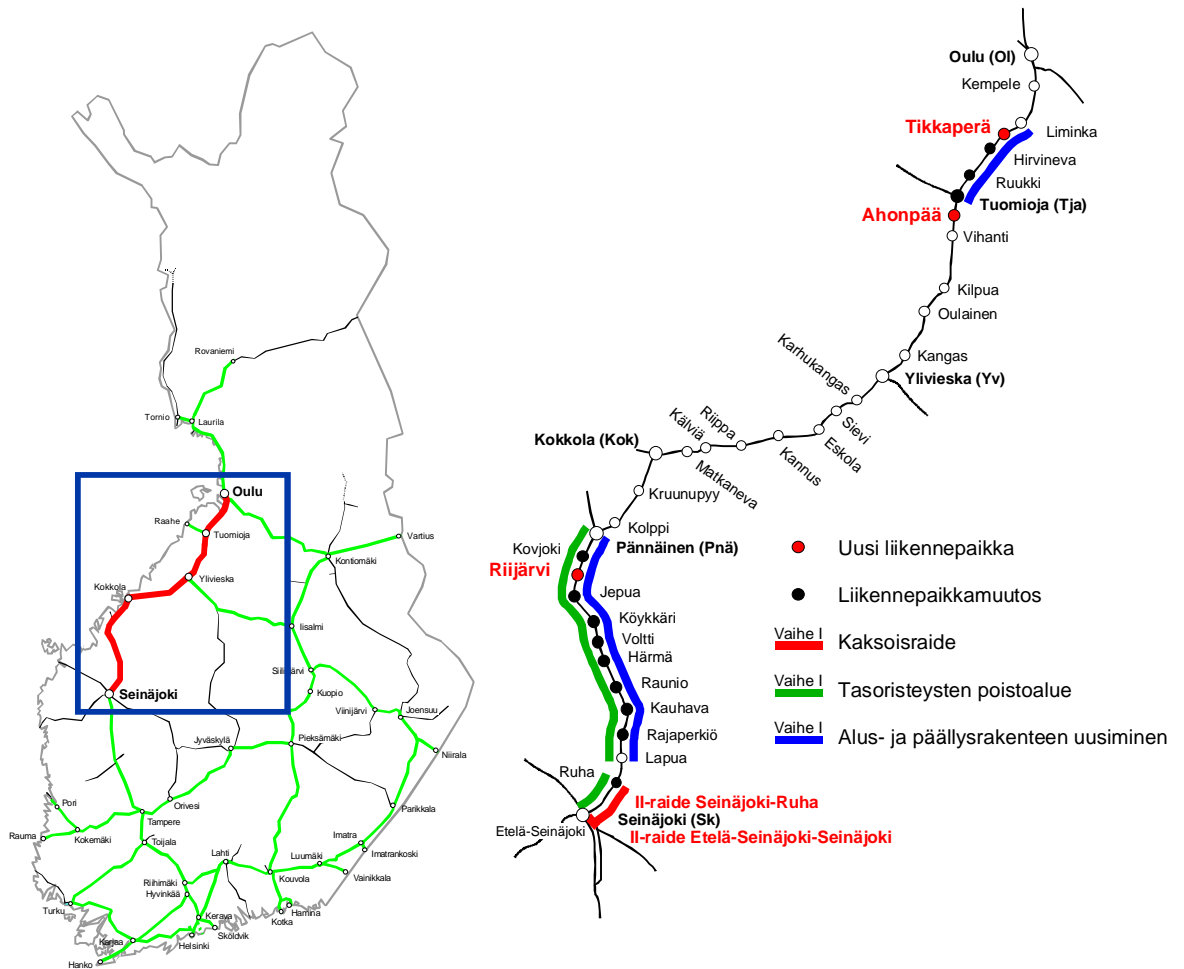 Rovaniemi
Tornio
Laurila
Oulu
Raahe
Tuomioja
Vartius
Kontiomäki
Ylivieska
Kokkola
Iisalmi
Siilinjärvi
Seinäjoki
Kuopio
Viinijärvi
Joensuu
Jyväskylä
Pieksämäki
Niirala
Pori
Orivesi
Parikkala
Tampere
Rauma
Kokemäki
Toijala
Imatra
Lahti
Luumäki
Imatrankoski
Riihimäki
Kouvola
Vainikkala
Hyvinkää
Turku
Kerava
Hamina
Kotka
Sköldvik
Karjaa
Helsinki
Hanko
Oulu (Ol)
Kempele
Tikkaperä
Liminka
Hirvineva
Ruukki
Tuomioja (Tja)
Ahonpää
Vihanti
Kilpua
Oulainen
Kangas
Karhukangas
Ylivieska (Yv)
Sievi
Eskola
Kannus
Riippa
Kälviä
Matkaneva
Kokkola (Kok)
Kruunupyy
Kolppi
Pännäinen (Pnä)
Kovjoki
Riijärvi
Jepua
Köykkäri
Voltti
Härmä
Raunio
Kauhava
Rajaperkiö
Lapua
Ruha
II-raide Seinäjoki-Ruha
Seinäjoki (Sk)
Etelä-Seinäjoki
II-raide Etelä-Seinäjoki-Seinäjoki
Uusi liikennepaikka
Liikennepaikkamuutos
Vaihe I
Kaksoisraide
Vaihe I
Tasoristeysten poistoalue
Vaihe I
Alus- ja päällysrakenteen uusiminen